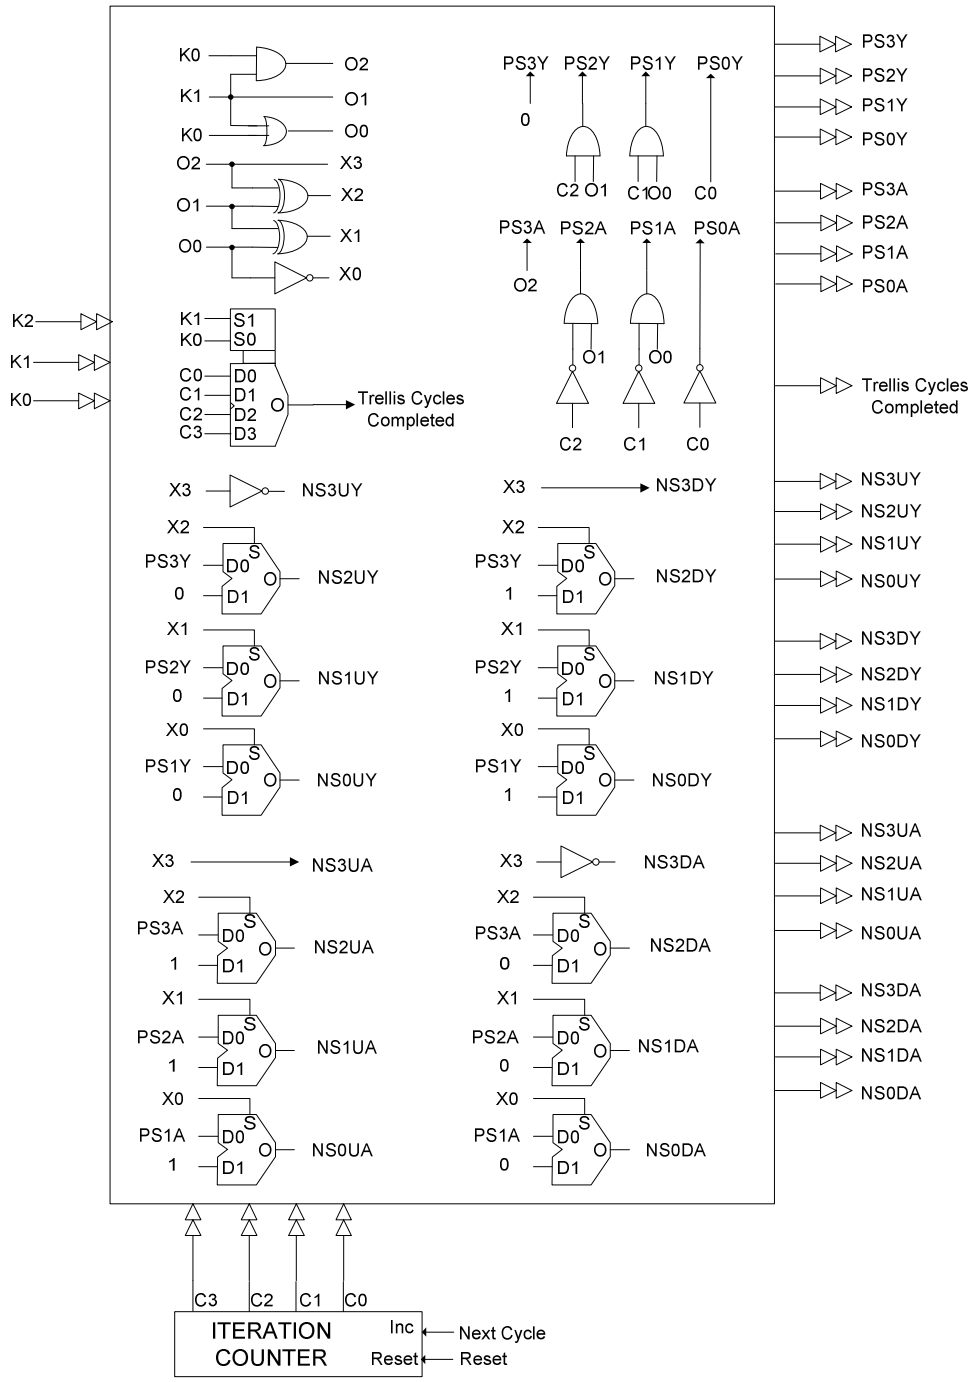 K0
O2
K1
O1
K0
O0
O2
X3
X2
O1
X1
O0
X0
K1 S1
K0 S0
C0 D0
C1 D1
C2 D2
C3 D3
O
Trellis Cycles
Completed
PS3Y PS2Y PS1Y PS0Y
0
C2 O1 C1 O0 C0
PS3A PS2A PS1A PS0A
O2
O1 O0
C2 C1 C0
X3 NS3UY
X2
S
PS3Y D0
O NS2UY
0 D1
X1
S
PS2Y D0
O NS1UY
0 D1
X0
S
PS1Y D0
O NS0UY
0 D1
X3 NS3DY
X2
S
PS3Y D0
O NS2DY
1 D1
X1
S
PS2Y D0
O NS1DY
1 D1
X0
S
PS1Y D0
O NS0DY
1 D1
X3 NS3UA
X2
S
PS3A D0
O NS2UA
1 D1
X1
S
PS2A D0
O NS1UA
1 D1
X0
S
PS1A D0
O NS0UA
1 D1
X3 NS3DA
X2
S
PS3A D0
O NS2DA
0 D1
X1
S
PS2A D0
O NS1DA
0 D1
X0
S
PS1A D0
O NS0DA
0 D1
K2
K1
K0
PS3Y
PS2Y
PS1Y
PS0Y
PS3A
PS2A
PS1A
PS0A
Trellis Cycles
Completed
NS3UY
NS2UY
NS1UY
NS0UY
NS3DY
NS2DY
NS1DY
NS0DY
NS3UA
NS2UA
NS1UA
NS0UA
NS3DA
NS2DA
NS1DA
NS0DA
C3 C2 C1 C0
ITERATION
COUNTER
Inc
Next Cycle
Reset
Reset